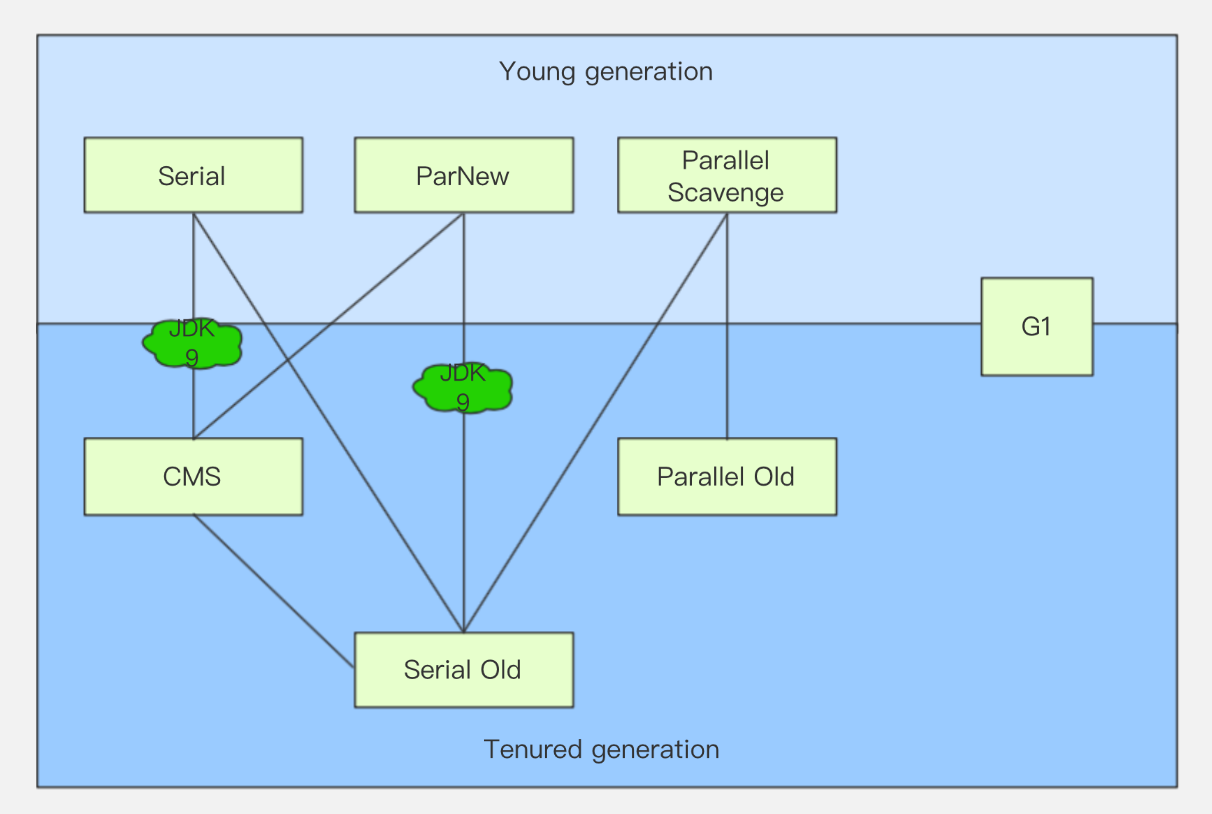 Young generation
Serial
ParNew
Parallel
Scavenge
G1
JDK
9
JDK
9
CMS
Parallel Old
Serial Old
Tenured generation